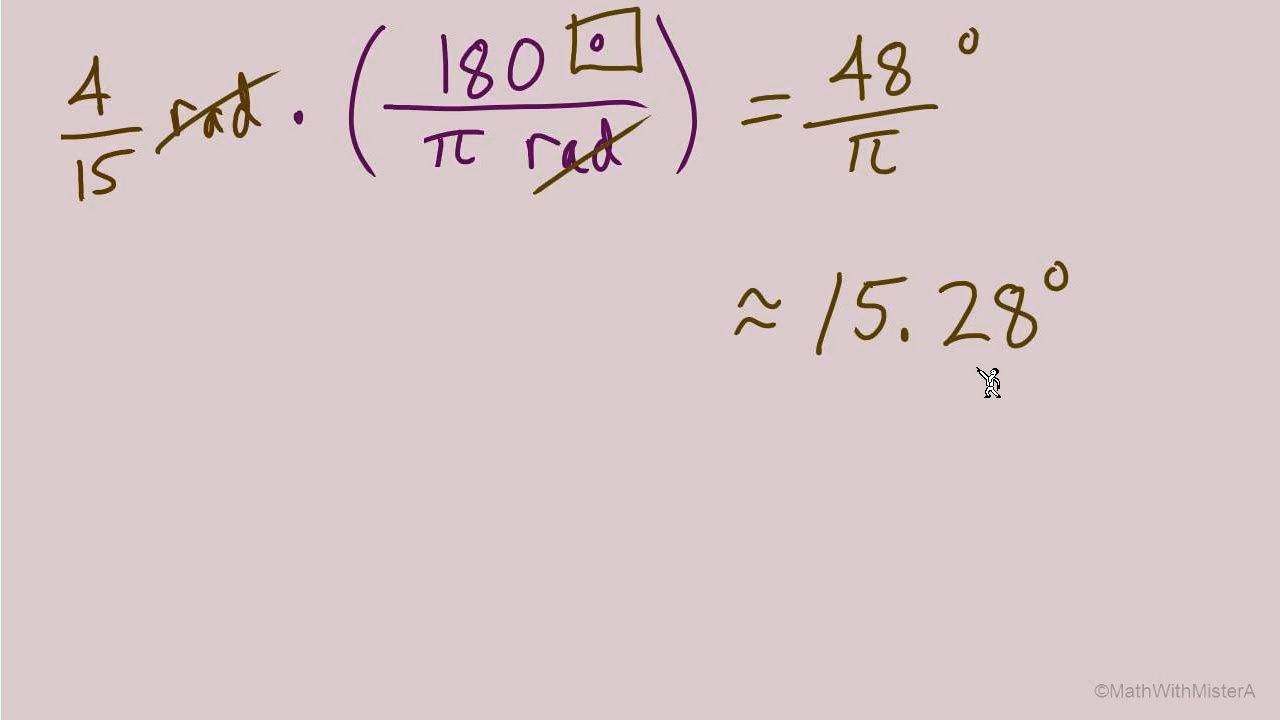 4/15 rad · (180°/π rad) = 48/π °
≈ 15.28°
©MathWithMisterA